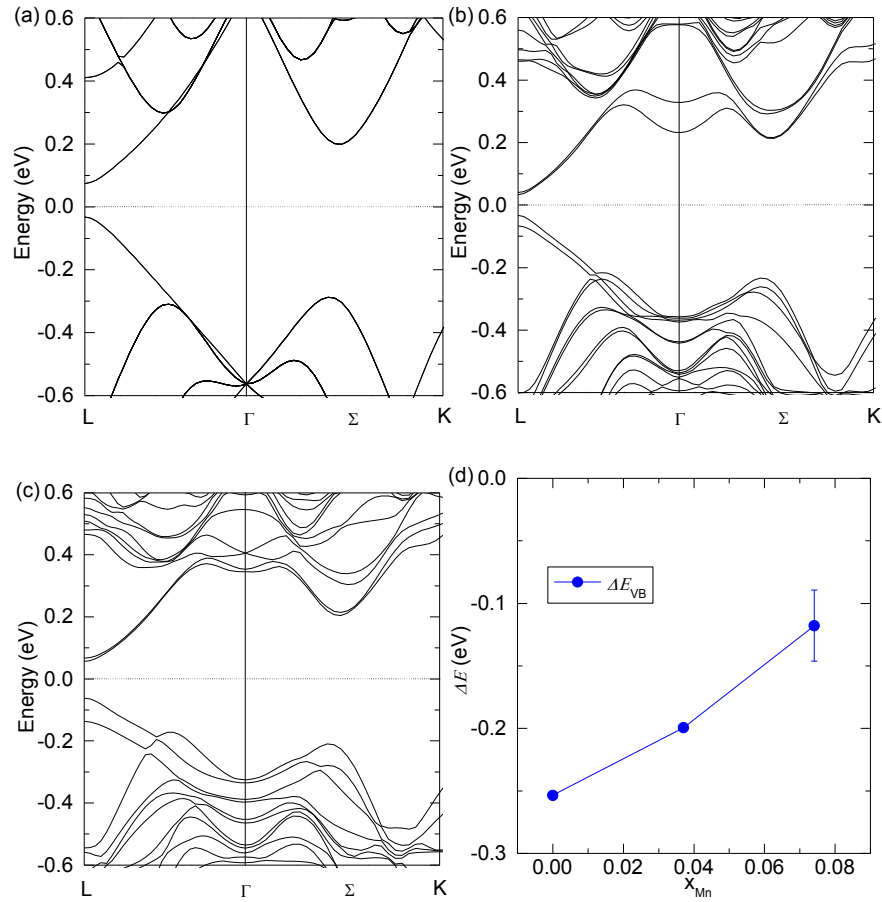 (a)
0.6
0.4
0.2
0.0
-0.2
-0.4
-0.6
Energy (eV)
L
Γ
Σ
K
(b)
0.6
0.4
0.2
0.0
-0.2
-0.4
-0.6
Energy (eV)
L
Γ
Σ
K
(c)
0.6
0.4
0.2
0.0
-0.2
-0.4
-0.6
Energy (eV)
L
Γ
Σ
K
(d)
0.0
-0.1
-0.2
-0.3
ΔE (eV)
ΔE_VB
0.00 0.02 0.04 0.06 0.08
x_Mn